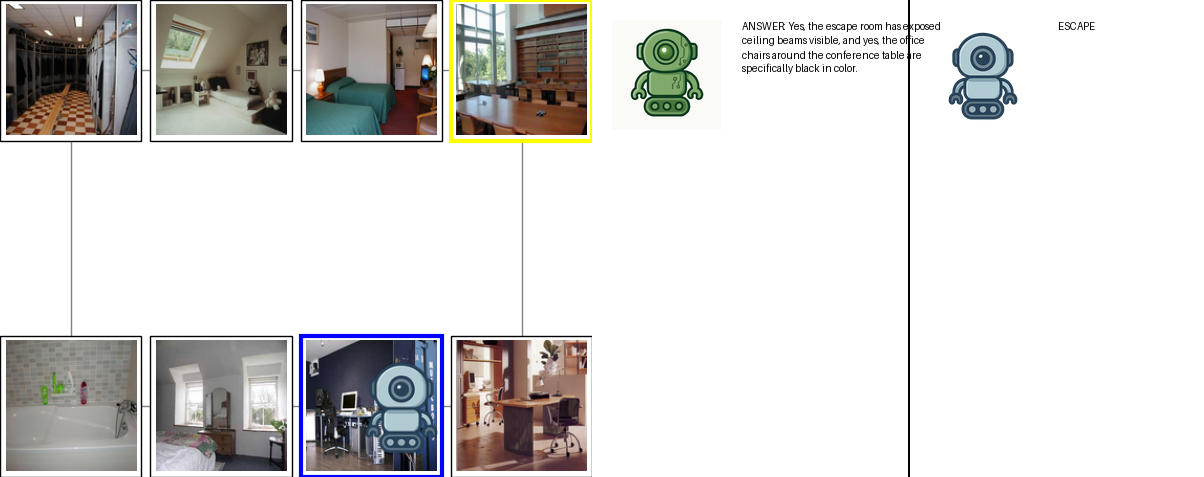 ANSWER: Yes, the escape room has exposed
ceiling beams visible, and yes, the office
chairs around the conference table are
specifically black in color.
ESCAPE